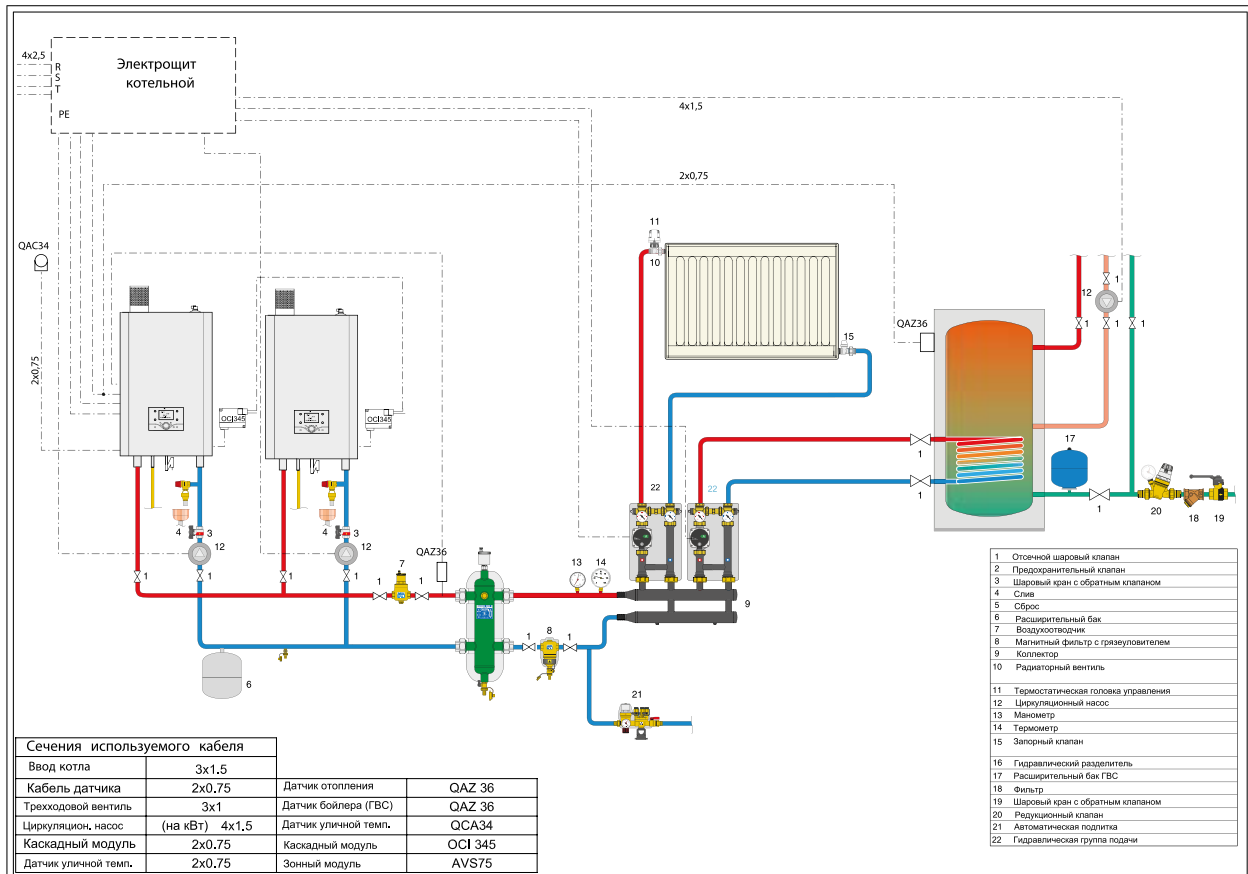 4x2,5
R
S
T
PE
Электрощит
котельной
4x1,5
2x0,75
QAC34
2x0,75
11
10
15
QAZ36
12
1
1
1
1
1
1
17
1
20
18
19
OCI345
OCI345
4
3
12
1
1
4
3
12
1
1
7
1
QAZ36
13
14
22
22
9
6
1
8
1
21
1 Отсечной шаровый клапан
2 Предохранительный клапан
3 Шаровый кран с обратным клапаном
4 Слив
5 Сброс
6 Расширительный бак
7 Воздухоотводчик
8 Магнитный фильтр с грязеуловителем
9 Коллектор
10 Радиаторный вентиль
11 Термостатическая головка управления
12 Циркуляционный насос
13 Манометр
14 Термометр
15 Запорный клапан
16 Гидравлический разделитель
17 Расширительный бак ГВС
18 Фильтр
19 Шаровый кран с обратным клапаном
20 Редукционный клапан
21 Автоматическая подпитка
22 Гидравлическая группа подачи
Сечения используемого кабеля
Ввод котла 3x1.5
Кабель датчика 2x0.75 Датчик отопления QAZ 36
Трехходовой вентиль 3x1 Датчик бойлера (ГВС) QAZ 36
Циркуляцион. насос (на кВт) 4x1.5 Датчик уличной темп. QCA34
Каскадный модуль 2x0.75 Каскадный модуль OCI 345
Датчик уличной темп. 2x0.75 Зонный модуль AVS75